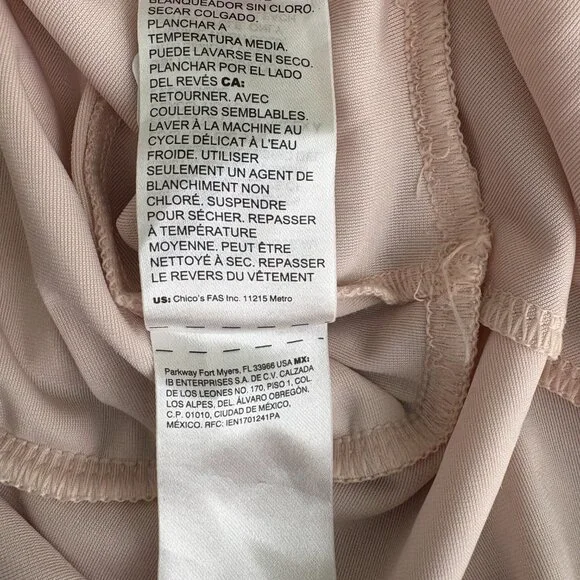 BLANQUEADOR SIN CLORO.
SECAR COLGADO.
PLANCHAR A
TEMPERATURA MEDIA.
PUEDE LAVARSE EN SECO.
PLANCHAR POR EL LADO
DEL REVÉS CA:
RETOURNER. AVEC
COULEURS SEMBLABLES.
LAVER À LA MACHINE AU
CYCLE DÉLICAT À L'EAU
FROIDE. UTILISER
SEULEMENT UN AGENT DE
BLANCHIMENT NON
CHLORÉ. SUSPENDRE
POUR SÉCHER. REPASSER
À TEMPÉRATURE
MOYENNE. PEUT ÊTRE
NETTOYÉ À SEC. REPASSER
LE REVERS DU VÊTEMENT
US: Chico's FAS Inc. 11215 Metro
Parkway Fort Myers, FL 33966 USA MX:
IB ENTERPRISES S.A. DE C.V. CALZADA
DE LOS LEONES NO. 170, PISO 1, COL
LOS ALPES, DEL. ÁLVARO OBREGÓN.
C.P. 01010, CIUDAD DE MÉXICO,
MÉXICO. RFC: IEN1701241PA